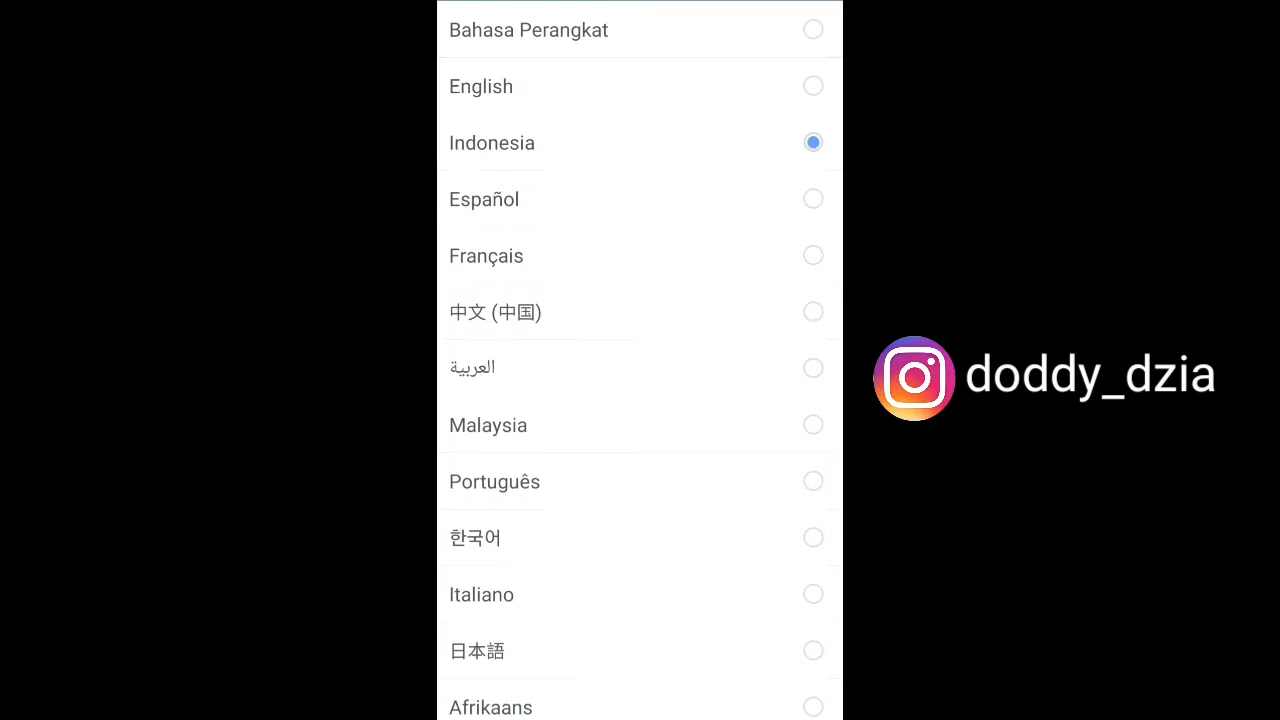 Bahasa Perangkat
English
Indonesia
Español
Français
中文 (中国)
العربية
Malaysia
Português
한국어
Italiano
日本語
Afrikaans
doddy_dzia